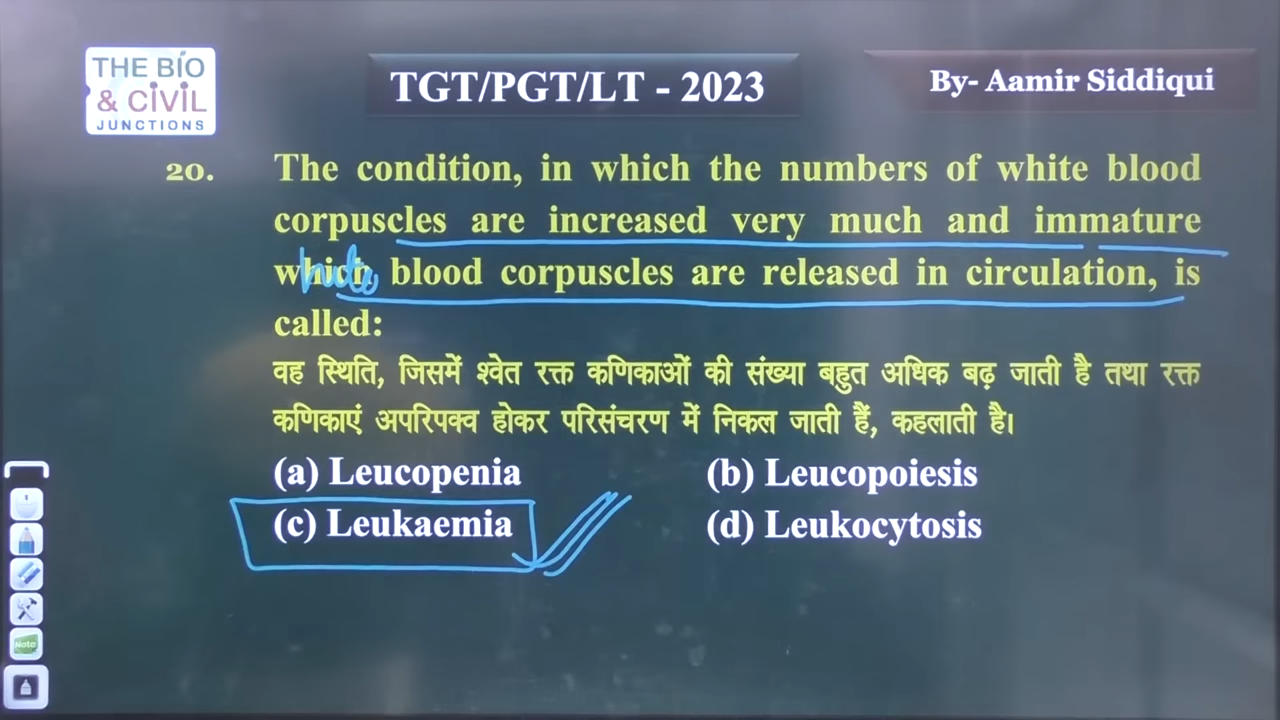 THE BIO
& CIVIL
JUNCTIONS
TGT/PGT/LT - 2023
By- Aamir Siddiqui
20. The condition, in which the numbers of white blood
corpuscles are increased very much and immature
which blood corpuscles are released in circulation, is
called:
वह स्थिति, जिसमें श्वेत रक्त कणिकाओं की संख्या बहुत अधिक बढ़ जाती है तथा रक्त
कणिकाएं अपरिपक्व होकर परिसंचरण में निकल जाती हैं, कहलाती है।
(a) Leucopenia (b) Leucopoiesis
(c) Leukaemia (d) Leukocytosis
Note